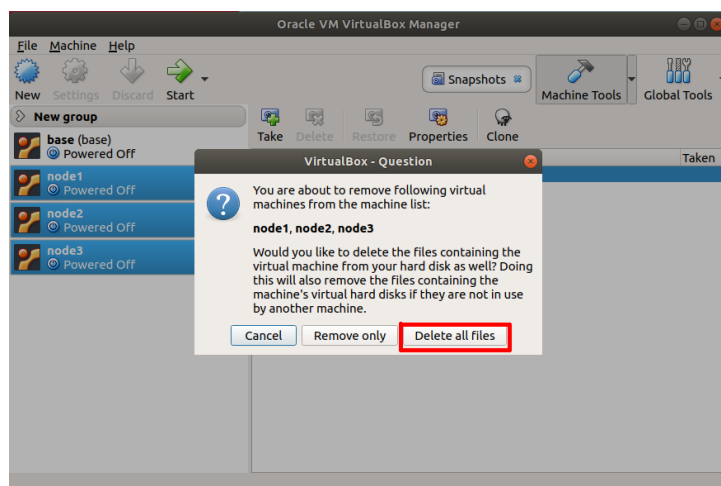 Oracle VM VirtualBox Manager
File Machine Help
New Settings Discard Start
Snapshots
Machine Tools
Global Tools
New group
base (base)
Powered Off
node1
Powered Off
node2
Powered Off
node3
Powered Off
Take Delete Restore Properties Clone
Taken
VirtualBox - Question
You are about to remove following virtual
machines from the machine list:
node1, node2, node3
Would you like to delete the files containing the
virtual machine from your hard disk as well? Doing
this will also remove the files containing the
machine's virtual hard disks if they are not in use
by another machine.
Cancel Remove only Delete all files